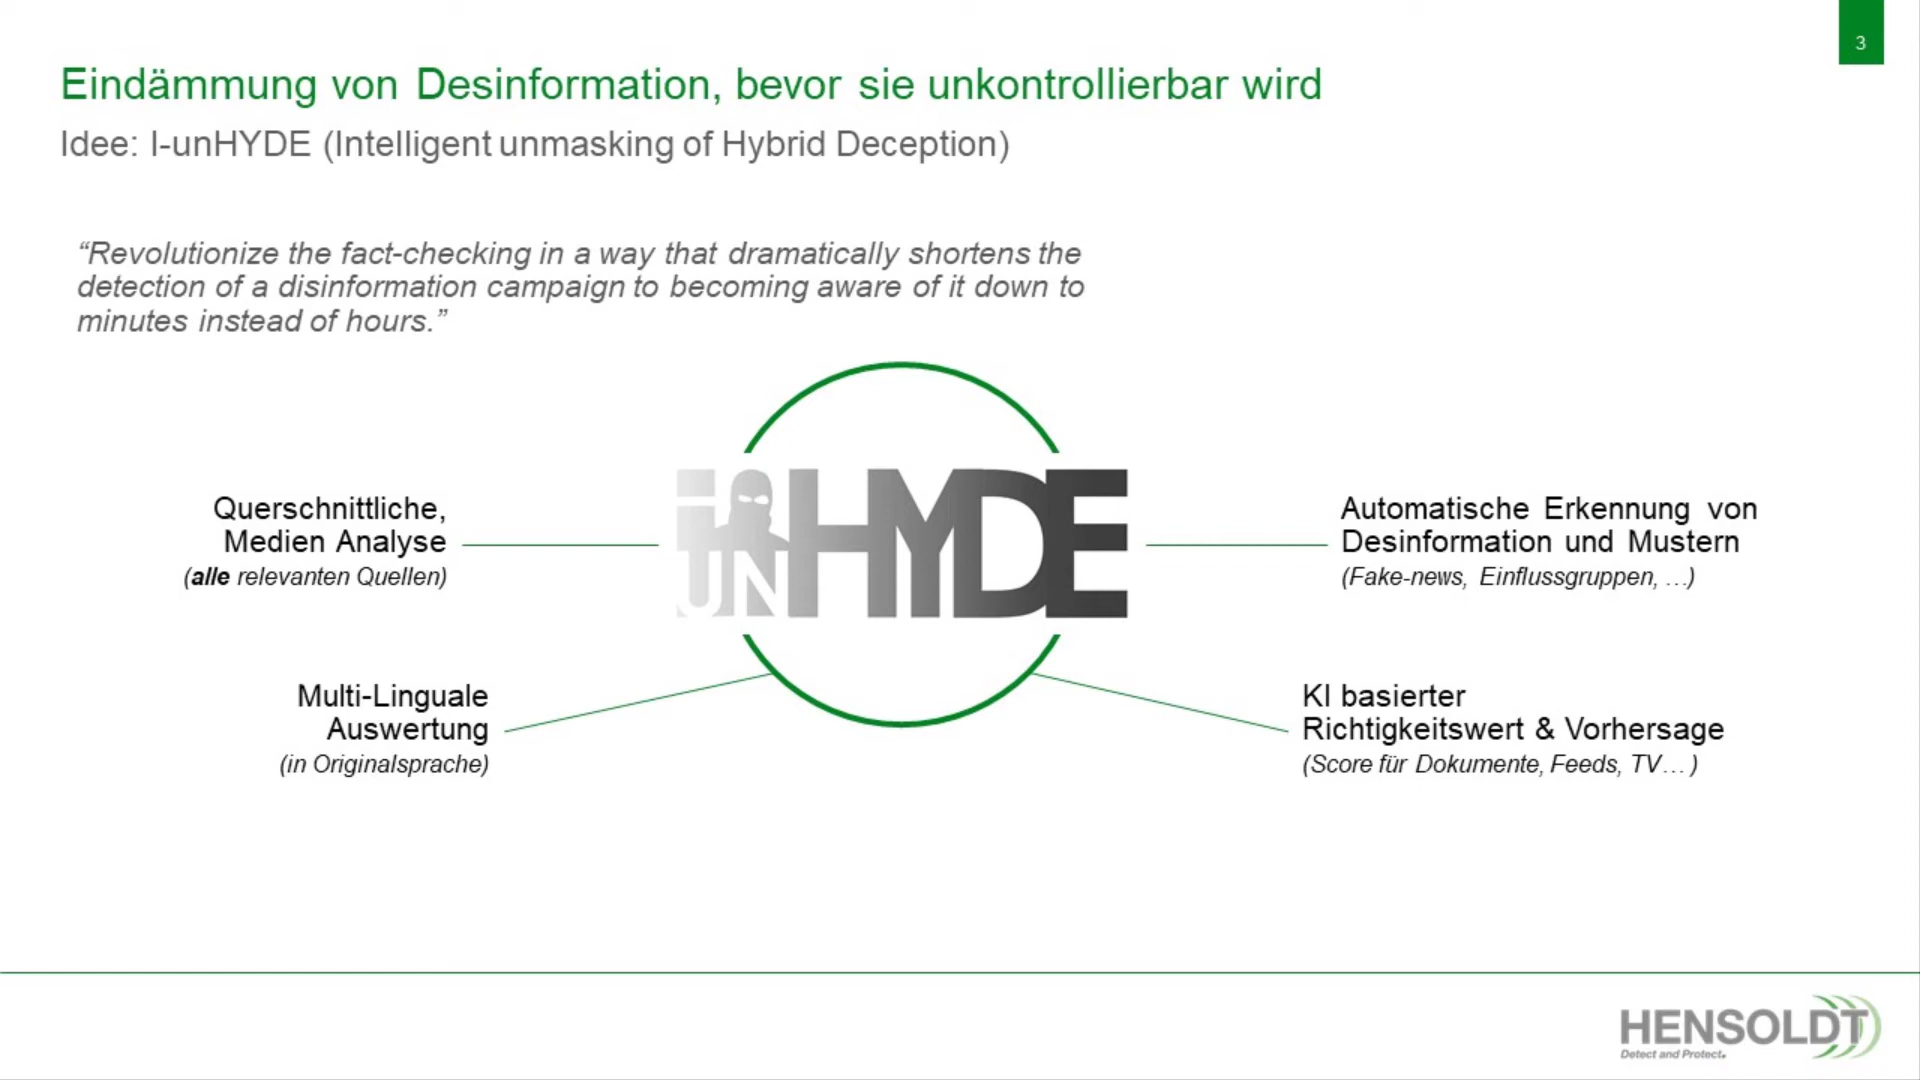 3
Eindämmung von Desinformation, bevor sie unkontrollierbar wird
Idee: I-unHYDE (Intelligent unmasking of Hybrid Deception)
“Revolutionize the fact-checking in a way that dramatically shortens the
detection of a disinformation campaign to becoming aware of it down to
minutes instead of hours.”
Querschnittliche,
Medien Analyse
(alle relevanten Quellen)
i
UN HYDE
Automatische Erkennung von
Desinformation und Mustern
(Fake-news, Einflussgruppen, …)
Multi-Linguale
Auswertung
(in Originalsprache)
KI basierter
Richtigkeitswert & Vorhersage
(Score für Dokumente, Feeds, TV… )
HENSOLDT
Detect and Protect.